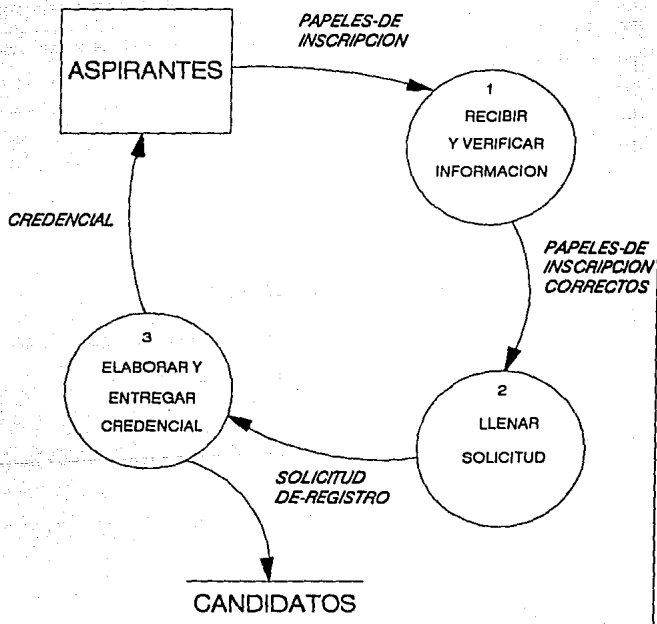 PAPELES-DE
INSCRIPCION
ASPIRANTES
1
RECIBIR
Y VERIFICAR
INFORMACION
CREDENCIAL
PAPELES-DE
INSCRIPCION
CORRECTOS
3
ELABORAR Y
ENTREGAR
CREDENCIAL
2
LLENAR
SOLICITUD
SOLICITUD
DE-REGISTRO
CANDIDATOS